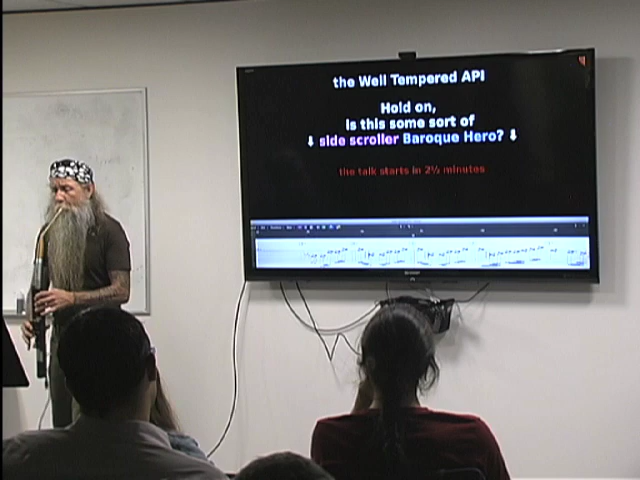 the Well Tempered API
Hold on,
is this some sort of
⬇ side scroller Baroque Hero? ⬇
the talk starts in 2½ minutes
SHARP